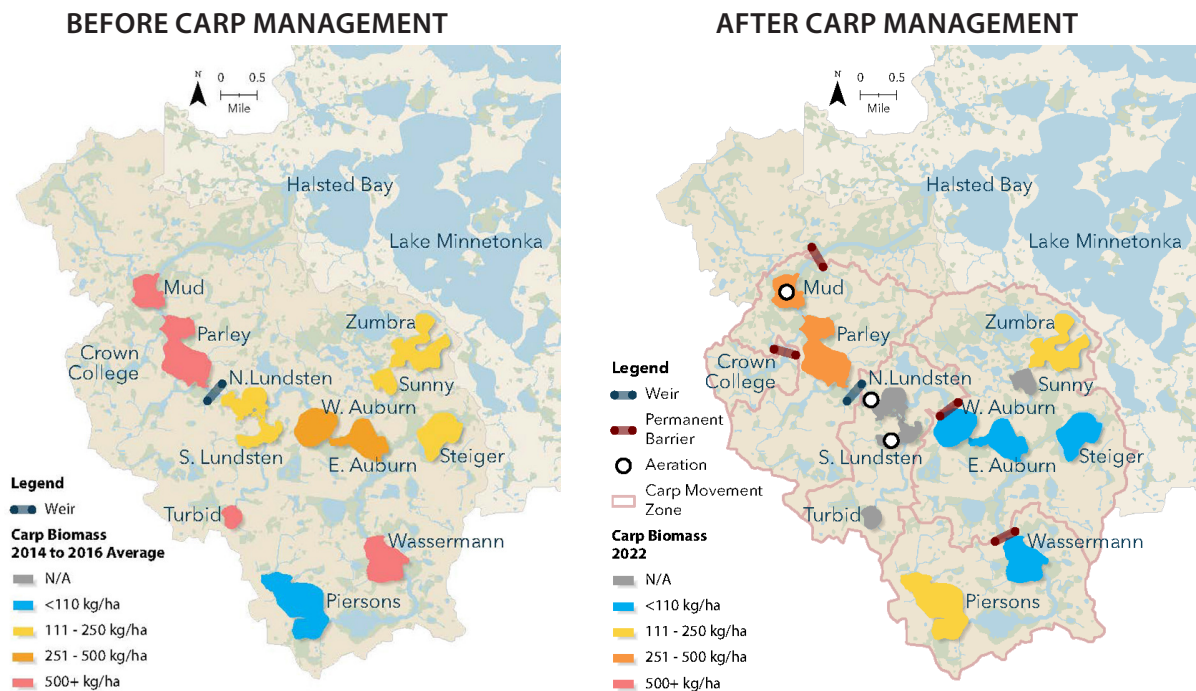 BEFORE CARP MANAGEMENT
N
0 0.5
Mile
Halsted Bay
Lake Minnetonka
Mud
Parley
Zumbra
Crown
College
N.Lundsten
Sunny
W. Auburn
S. Lundsten
E. Auburn
Steiger
Turbid
Wassermann
Piersons
Legend
Weir
Carp Biomass
2014 to 2016 Average
N/A
<110 kg/ha
111 - 250 kg/ha
251 - 500 kg/ha
500+ kg/ha
AFTER CARP MANAGEMENT
N
0 0.5
Mile
Halsted Bay
Lake Minnetonka
Mud
Parley
Zumbra
Crown
College
N.Lundsten
Sunny
W. Auburn
S. Lundsten
E. Auburn
Steiger
Turbid
Wassermann
Piersons
Legend
Weir
Permanent
Barrier
Aeration
Carp Movement
Zone
Carp Biomass
2022
N/A
<110 kg/ha
111 - 250 kg/ha
251 - 500 kg/ha
500+ kg/ha